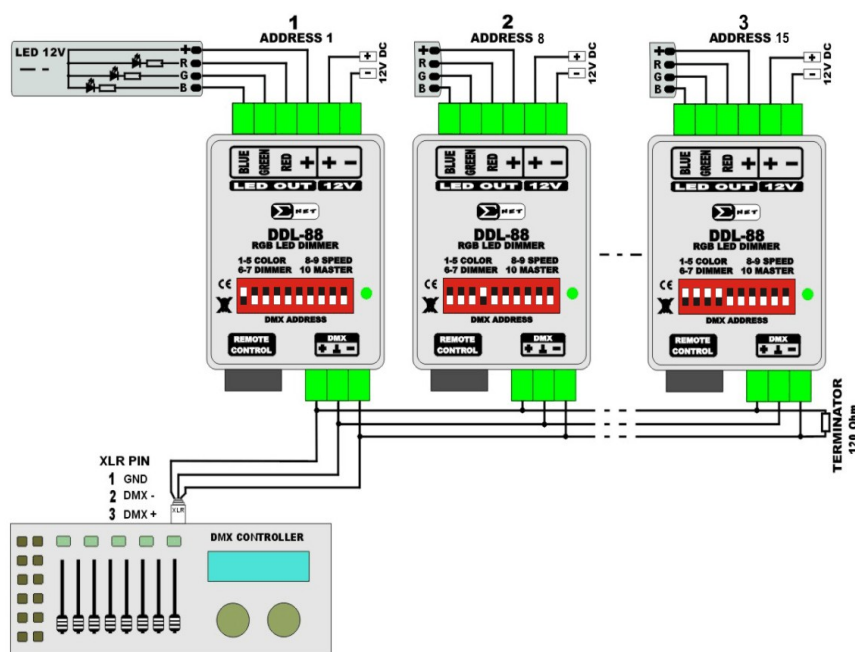 1
ADDRESS 1
2
ADDRESS 8
3
ADDRESS 15
LED 12V
+
R
G
B
+
-
12V DC
+
R
G
B
+
-
12V DC
+
R
G
B
+
-
12V DC
BLUE GREEN RED + + -
LED OUT 12V
NET
DDL-88
RGB LED DIMMER
1-5 COLOR 8-9 SPEED
6-7 DIMMER 10 MASTER
CE
DMX ADDRESS
REMOTE CONTROL
DMX
+ ⊥ -
BLUE GREEN RED + + -
LED OUT 12V
NET
DDL-88
RGB LED DIMMER
1-5 COLOR 8-9 SPEED
6-7 DIMMER 10 MASTER
CE
DMX ADDRESS
REMOTE CONTROL
DMX
+ ⊥ -
BLUE GREEN RED + + -
LED OUT 12V
NET
DDL-88
RGB LED DIMMER
1-5 COLOR 8-9 SPEED
6-7 DIMMER 10 MASTER
CE
DMX ADDRESS
REMOTE CONTROL
DMX
+ ⊥ -
TERMINATOR
120 Ohm
XLR PIN
1 GND
2 DMX -
3 DMX +
XLR
DMX CONTROLLER